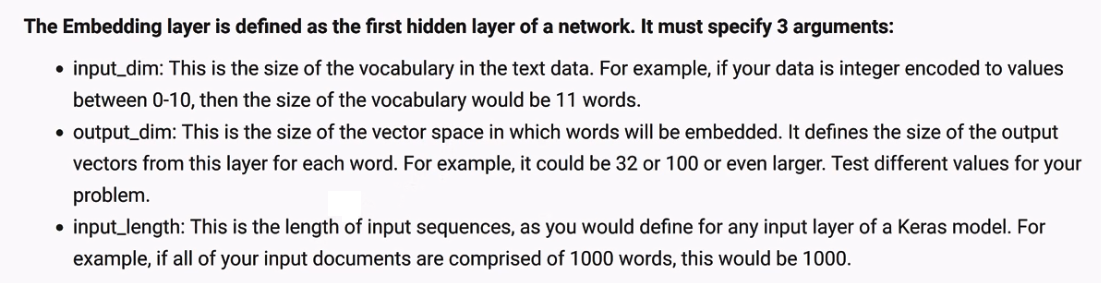 The Embedding layer is defined as the first hidden layer of a network. It must specify 3 arguments:
• input_dim: This is the size of the vocabulary in the text data. For example, if your data is integer encoded to values
between 0-10, then the size of the vocabulary would be 11 words.
• output_dim: This is the size of the vector space in which words will be embedded. It defines the size of the output
vectors from this layer for each word. For example, it could be 32 or 100 or even larger. Test different values for your
problem.
• input_length: This is the length of input sequences, as you would define for any input layer of a Keras model. For
example, if all of your input documents are comprised of 1000 words, this would be 1000.